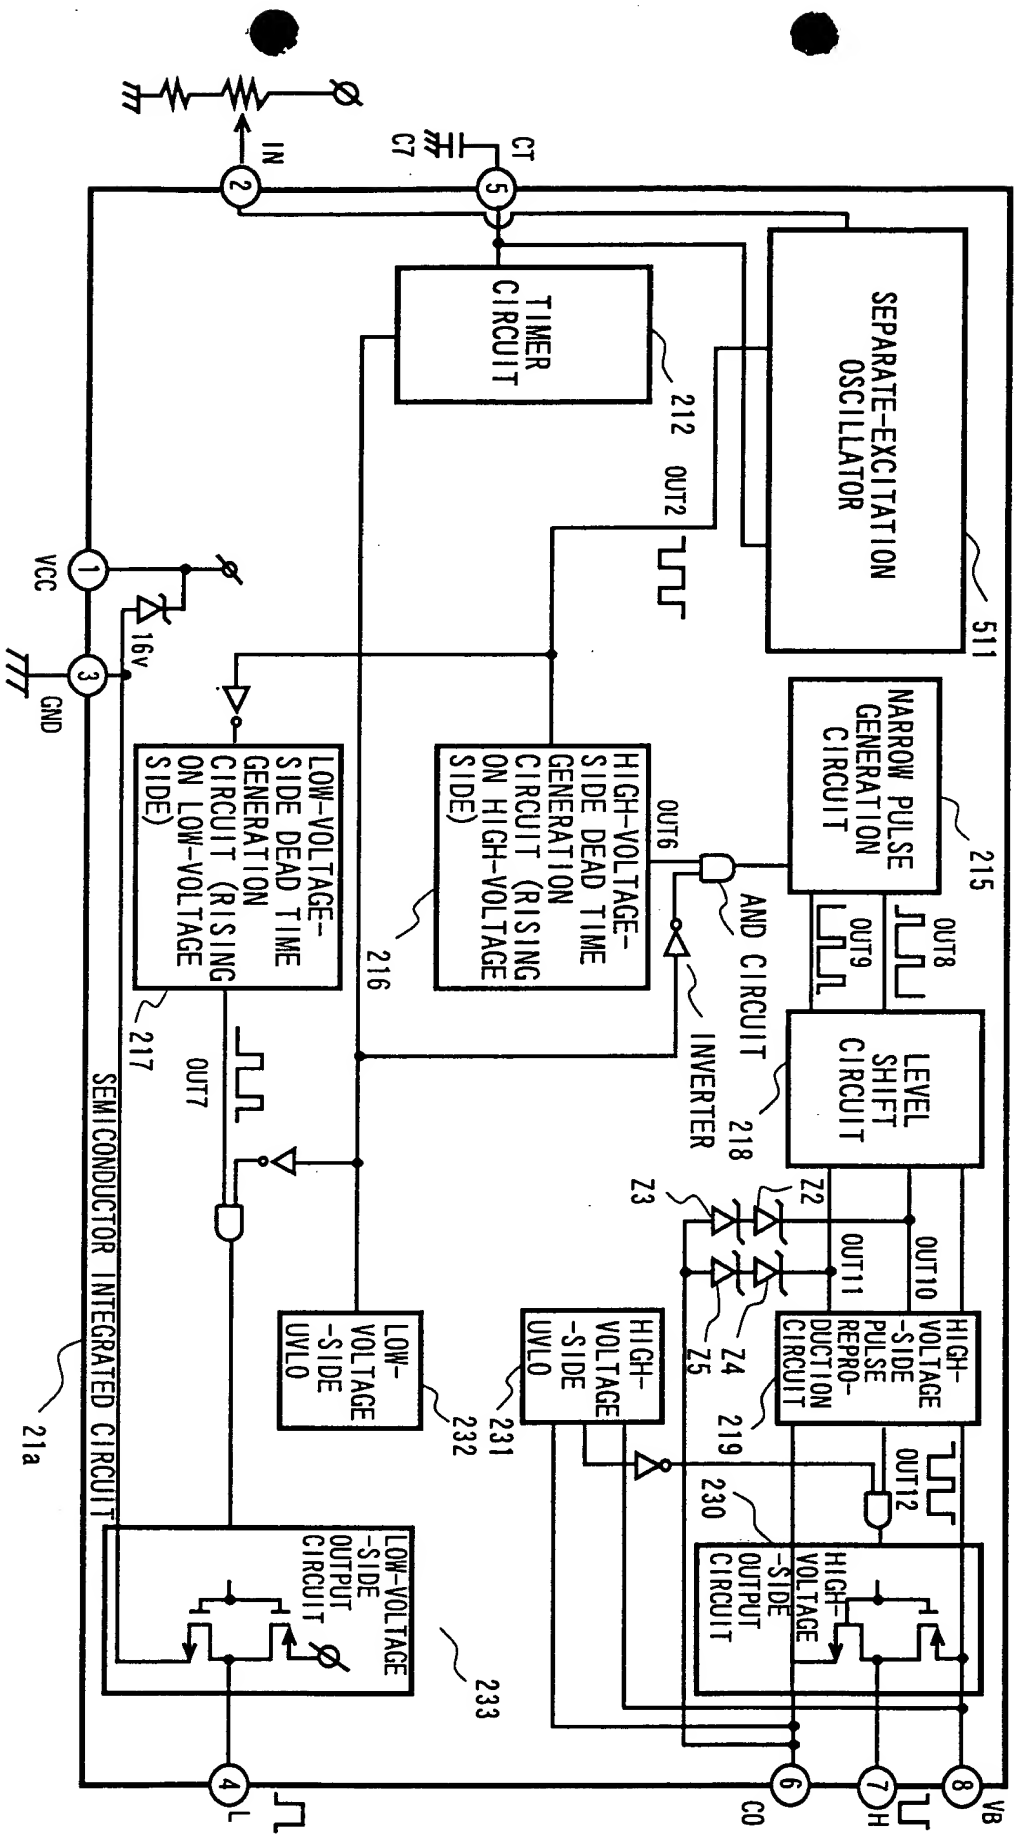 SEPARATE-EXCITATION
OSCILLATOR
511
NARROW PULSE
GENERATION
CIRCUIT
215
OUT8
OUT9
LEVEL
SHIFT
CIRCUIT
218
OUT10
OUT11
Z2
Z3
Z4
Z5
HIGH-
VOLTAGE
-SIDE
PULSE
REPRO-
DUCTION
CIRCUIT
219
OUT12
230
HIGH-
VOLTAGE
-SIDE
OUTPUT
CIRCUIT
8
VB
7
H
6
CO
CT
C7
5
IN
2
TIMER
CIRCUIT
212
OUT2
HIGH-VOLTAGE-
SIDE DEAD TIME
GENERATION
CIRCUIT (RISING
ON HIGH-VOLTAGE
SIDE)
216
OUT6
AND CIRCUIT
INVERTER
HIGH-
VOLTAGE
-SIDE
UVLO
231
LOW-
VOLTAGE
-SIDE
UVLO
232
LOW-VOLTAGE-
SIDE DEAD TIME
GENERATION
CIRCUIT (RISING
ON LOW-VOLTAGE
SIDE)
217
OUT7
LOW-VOLTAGE
-SIDE
OUTPUT
CIRCUIT
233
4
L
1
VCC
16v
3
GND
SEMICONDUCTOR INTEGRATED CIRCUIT
21a